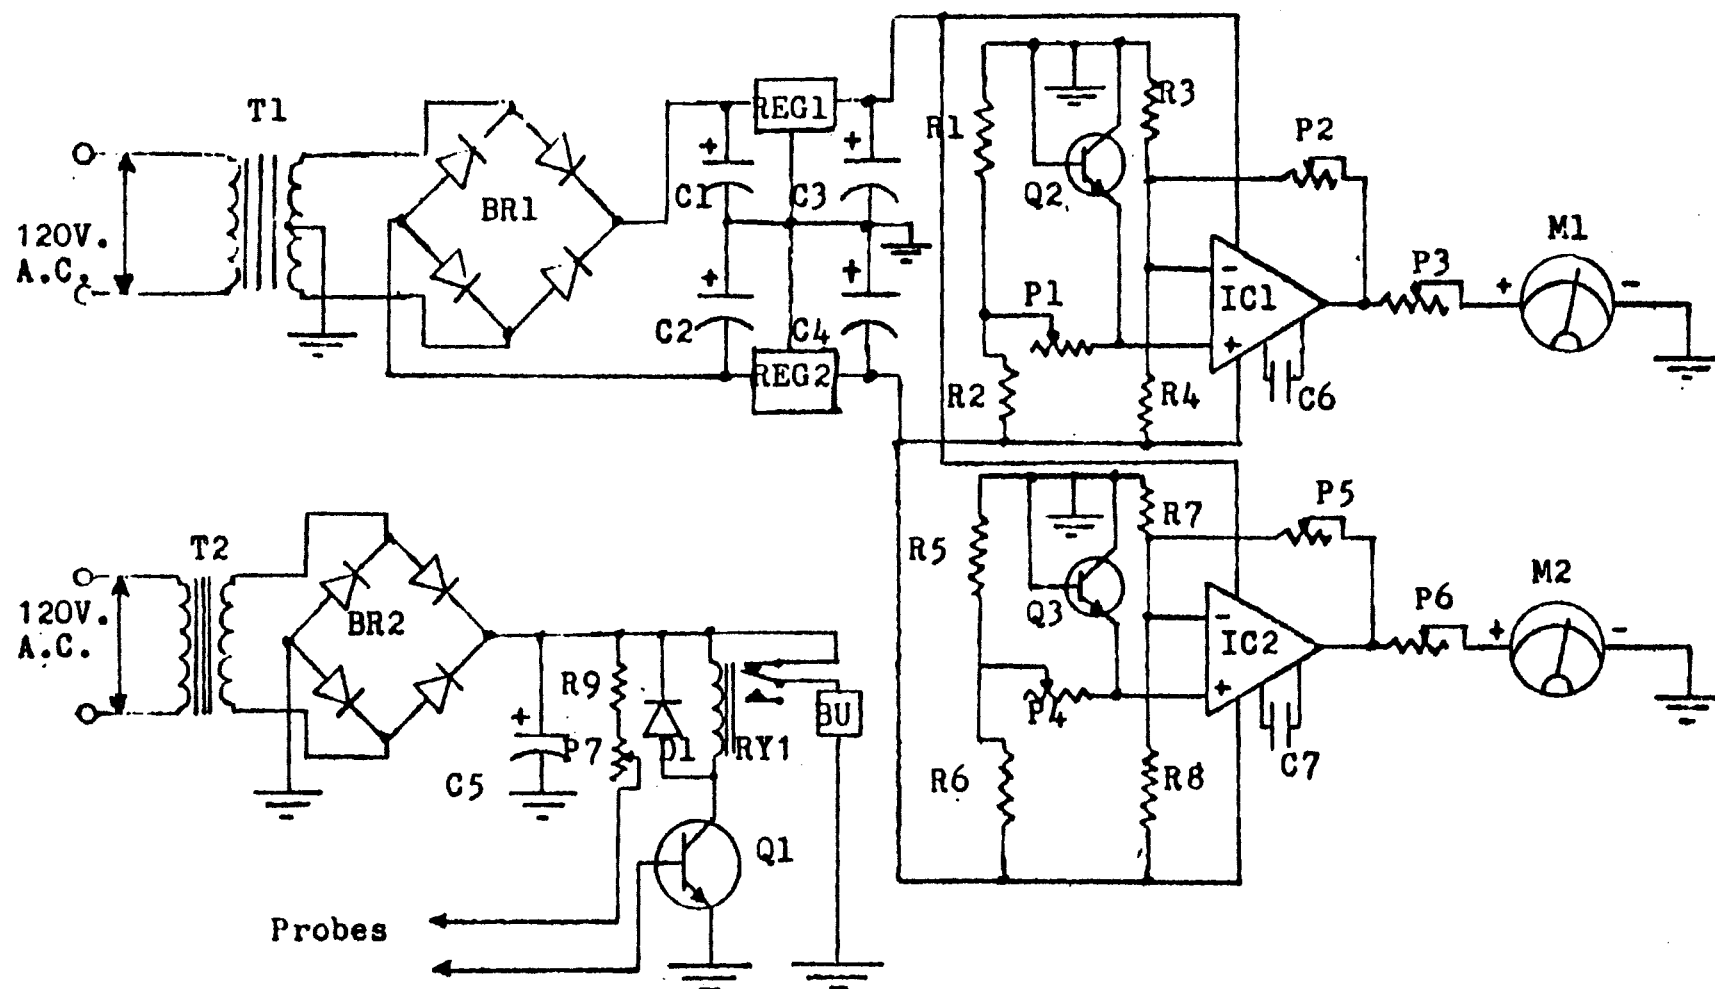 T1
120V.
A.C.
BR1
C1
C2
REG1
REG2
C3
C4
+
+
+
+
R1
R2
P1
Q2
R3
R4
P2
-
IC1
+
C6
P3
+
M1
-
T2
120V.
A.C.
BR2
+
C5
R9
P7
D1
RY1
BU
Q1
Probes
R5
R6
P4
Q3
R7
R8
P5
-
IC2
+
C7
P6
+
M2
-